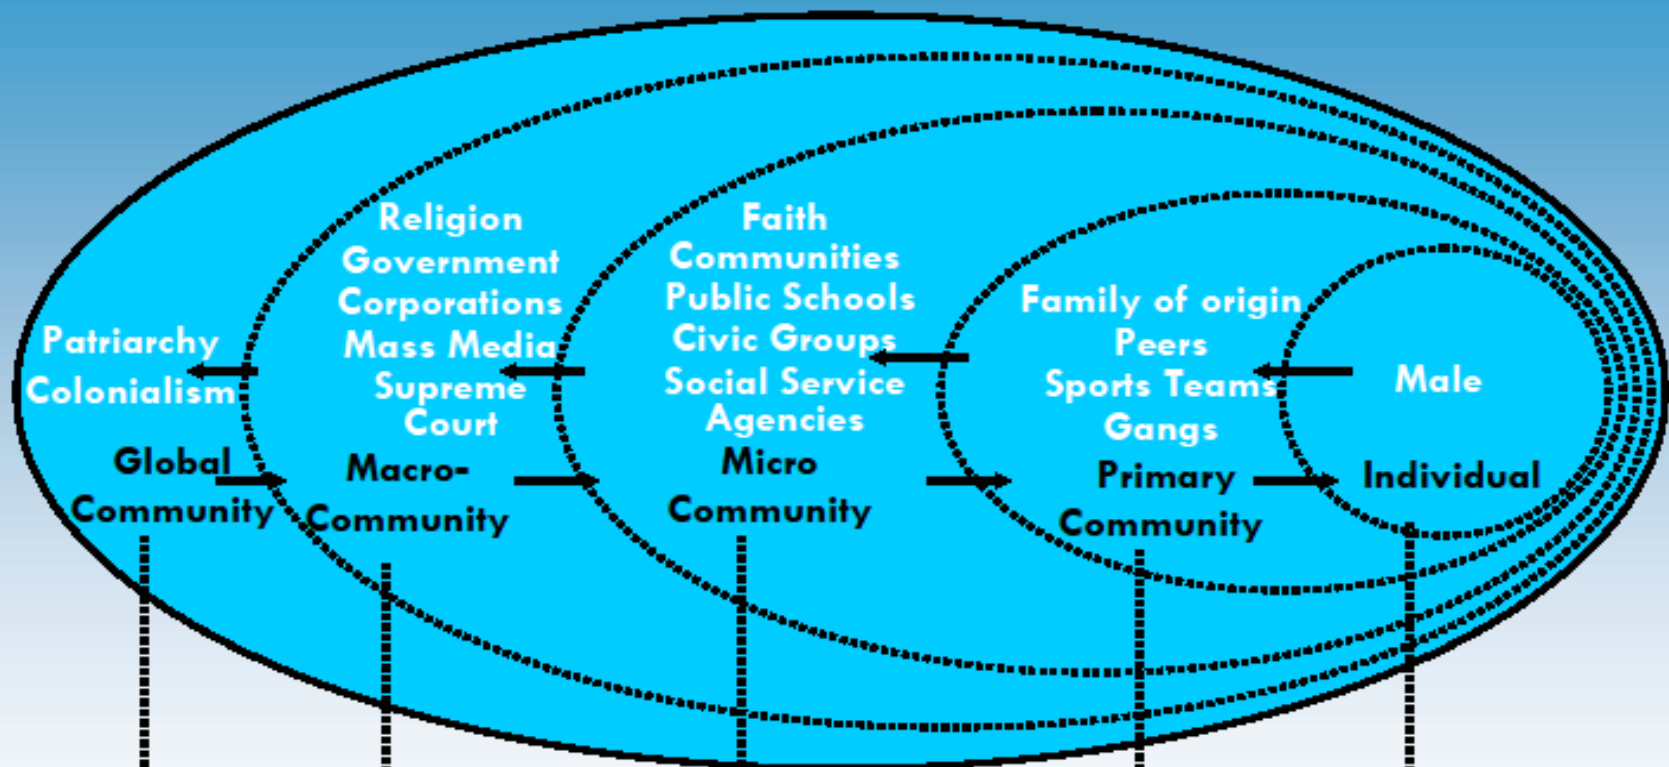 Patriarchy
Colonialism
Global
Community
Religion
Government
Corporations
Mass Media
Supreme
Court
Macro-
Community
Faith
Communities
Public Schools
Civic Groups
Social Service
Agencies
Micro
Community
Family of origin
Peers
Sports Teams
Gangs
Primary
Community
Male
Individual